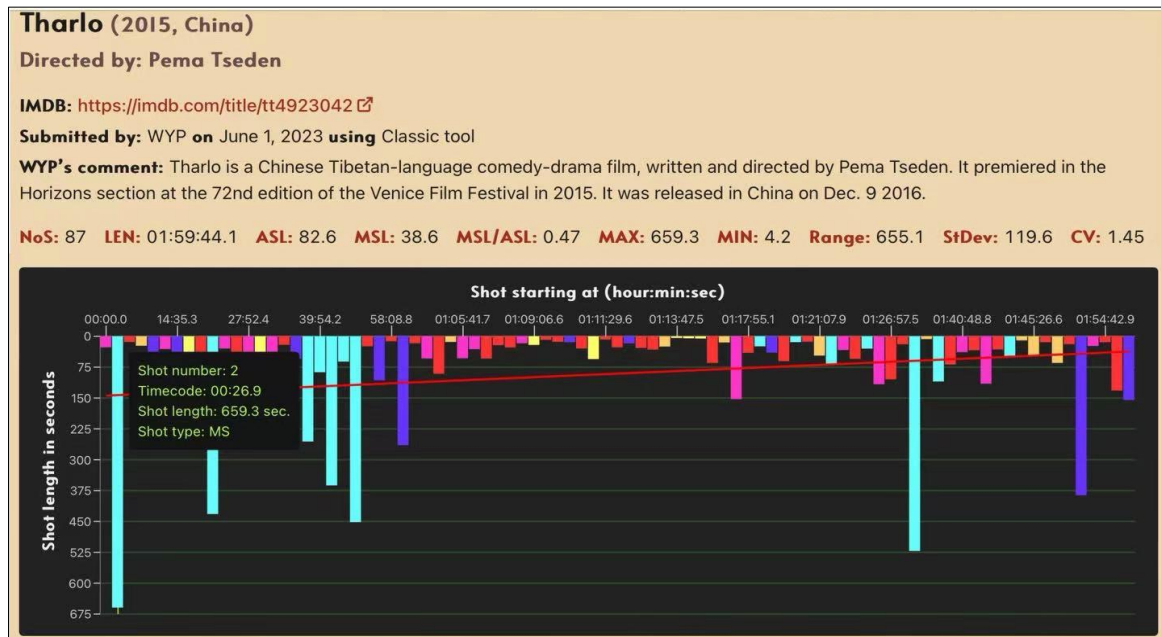 Tharlo (2015, China)
Directed by: Pema Tseden
IMDB: https://imdb.com/title/tt4923042
Submitted by: WYP on June 1, 2023 using Classic tool
WYP's comment: Tharlo is a Chinese Tibetan-language comedy-drama film, written and directed by Pema Tseden. It premiered in the
Horizons section at the 72nd edition of the Venice Film Festival in 2015. It was released in China on Dec. 9 2016.
NoS: 87 LEN: 01:59:44.1 ASL: 82.6 MSL: 38.6 MSL/ASL: 0.47 MAX: 659.3 MIN: 4.2 Range: 655.1 StDev: 119.6 CV: 1.45
Shot starting at (hour:min:sec)
00:00.0 14:35.3 27:52.4 39:54.2 58:08.8 01:05:41.7 01:09:06.6 01:11:29.6 01:13:47.5 01:17:55.1 01:21:07.9 01:26:57.5 01:40:48.8 01:45:26.6 01:54:42.9
Shot length in seconds
0
75
150
225
300
375
450
525
600
675
Shot number: 2
Timecode: 00:26.9
Shot length: 659.3 sec.
Shot type: MS